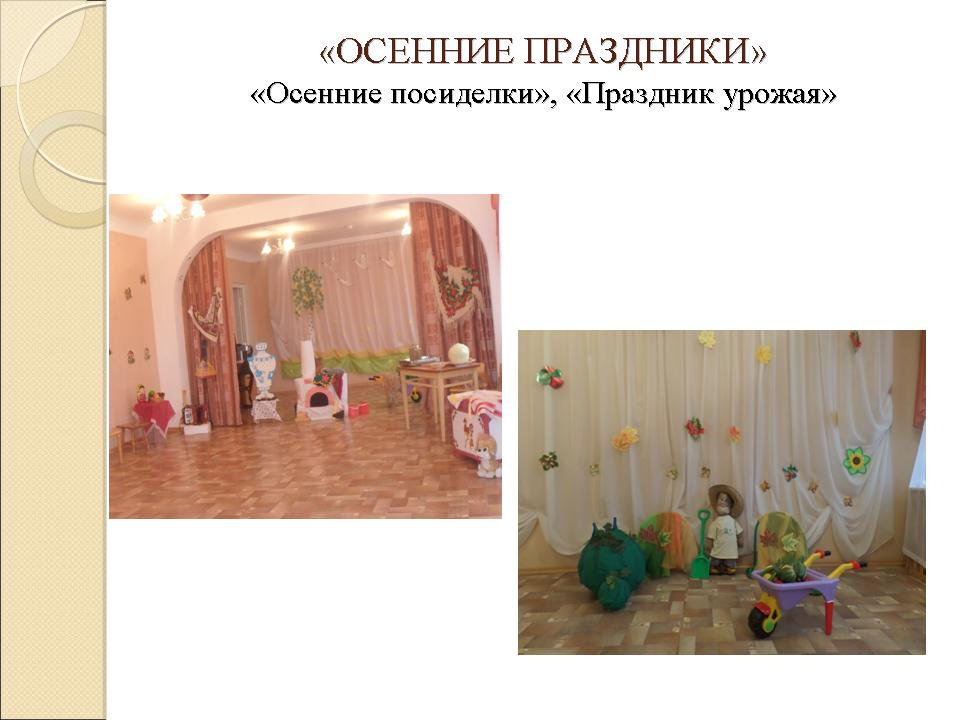 «ОСЕННИЕ ПРАЗДНИКИ»
«Осенние посиделки», «Праздник урожая»